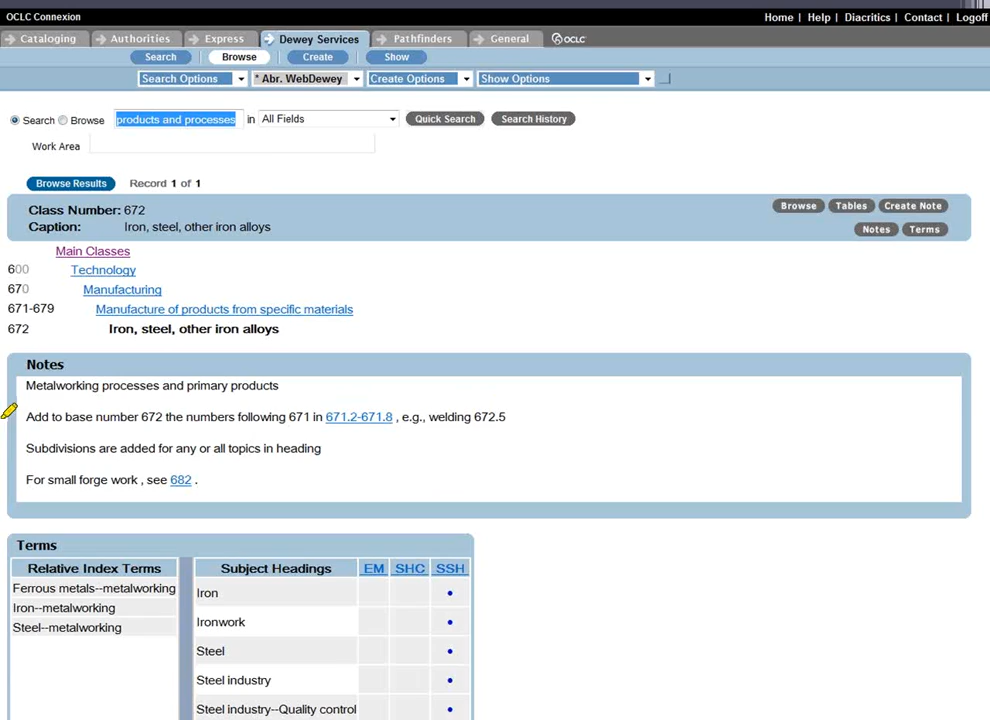 OCLC Connexion
Home | Help | Diacritics | Contact | Logoff
Cataloging Authorities Express Dewey Services Pathfinders General OCLC
Search Browse Create Show
Search Options * Abr. WebDewey Create Options Show Options
Search Browse products and processes in All Fields Quick Search Search History
Work Area
Browse Results Record 1 of 1
Class Number: 672 Browse Tables Create Note
Caption: Iron, steel, other iron alloys Notes Terms
Main Classes
600 Technology
670 Manufacturing
671-679 Manufacture of products from specific materials
672 Iron, steel, other iron alloys
Notes
Metalworking processes and primary products
Add to base number 672 the numbers following 671 in 671.2-671.8 , e.g., welding 672.5
Subdivisions are added for any or all topics in heading
For small forge work , see 682 .
Terms
Relative Index Terms Subject Headings EM SHC SSH
Ferrous metals--metalworking Iron
Iron--metalworking Ironwork
Steel--metalworking Steel
Steel industry
Steel industry--Quality control